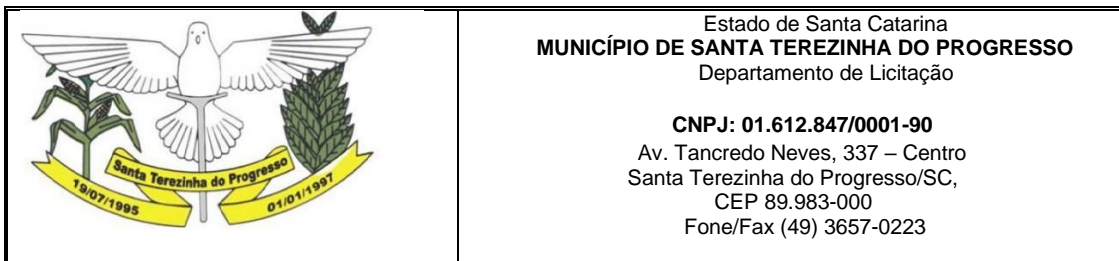 Santa Terezinha do Progresso
19/07/1995
01/01/1997
Estado de Santa Catarina
MUNICÍPIO DE SANTA TEREZINHA DO PROGRESSO
Departamento de Licitação
CNPJ: 01.612.847/0001-90
Av. Tancredo Neves, 337 – Centro
Santa Terezinha do Progresso/SC,
CEP 89.983-000
Fone/Fax (49) 3657-0223